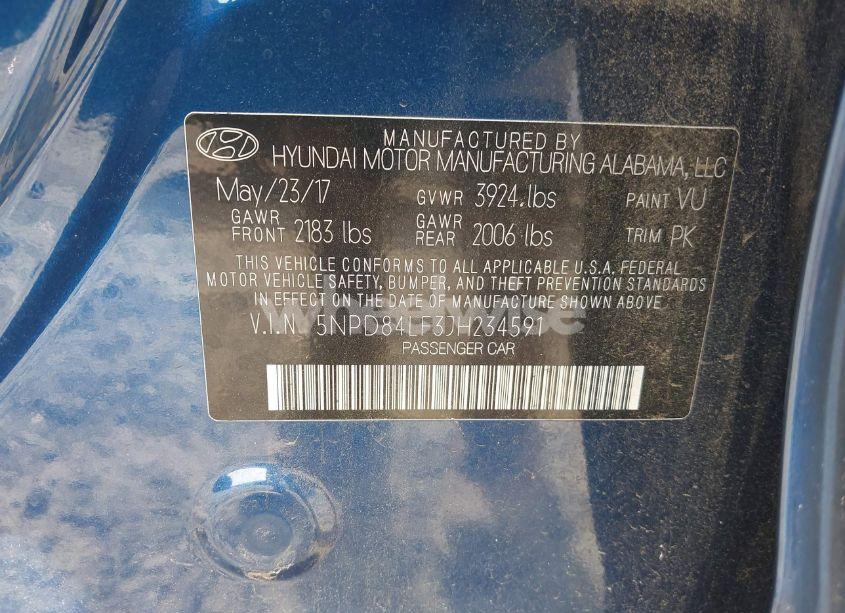 MANUFACTURED BY
HYUNDAI MOTOR MANUFACTURING ALABAMA, LLC
May/23/17 GVWR 3924.lbs PAINT VU
GAWR FRONT 2183 lbs GAWR REAR 2006 lbs TRIM PK
THIS VEHICLE CONFORMS TO ALL APPLICABLE U.S.A. FEDERAL
MOTOR VEHICLE SAFETY, BUMPER, AND THEFT PREVENTION STANDARDS
IN EFFECT ON THE DATE OF MANUFACTURE SHOWN ABOVE
V.I.N. 5NPD84LF3JH234591
PASSENGER CAR